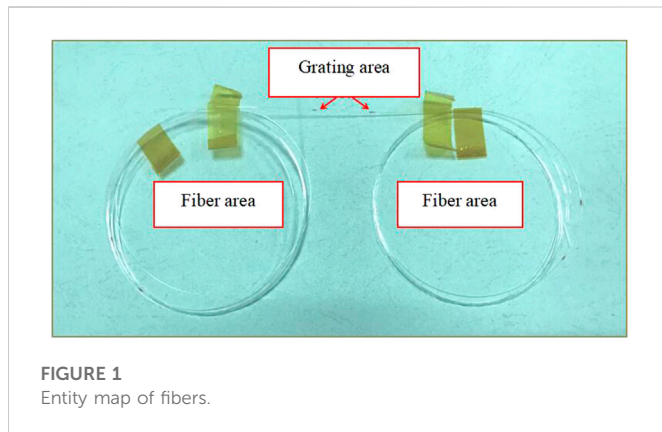 Grating area
Fiber area
Fiber area
FIGURE 1
Entity map of fibers.